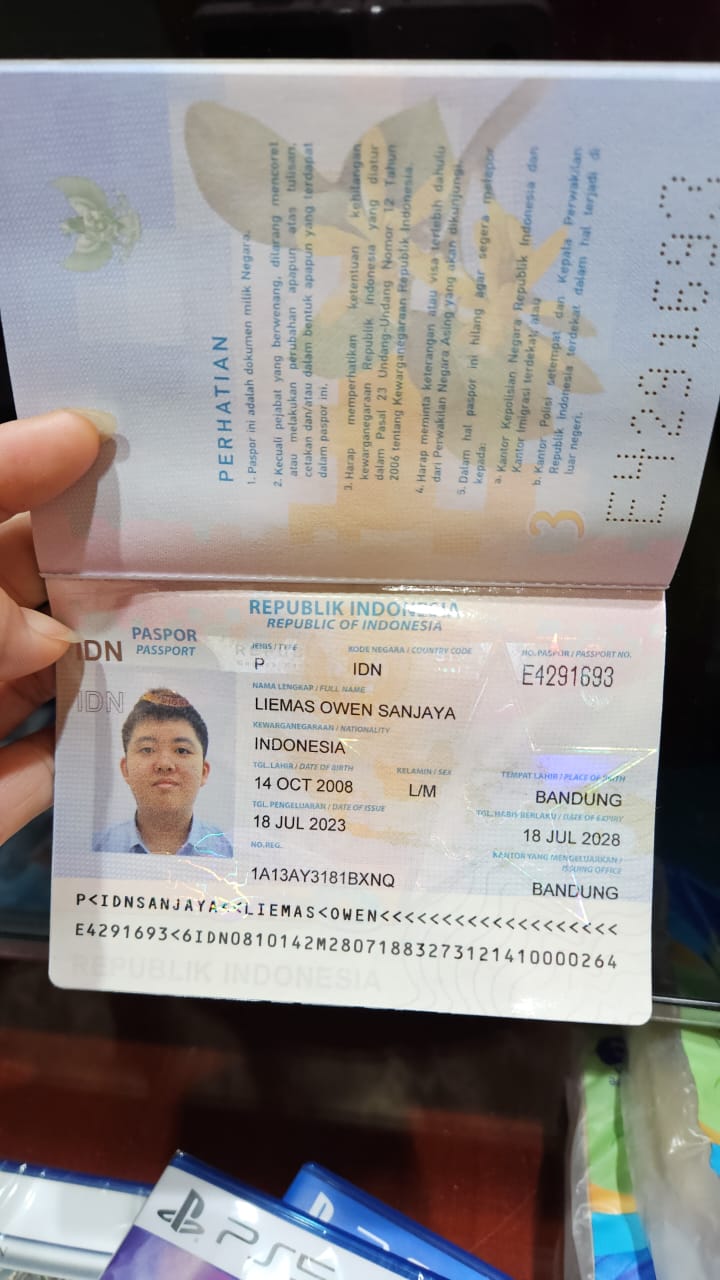 PERHATIAN
1. Paspor ini adalah dokumen milik Negara.
2. Kecuali pejabat yang berwenang, dilarang mencoret
atau melakukan perubahan apapun atas tulisan,
cetakan dan/atau dalam bentuk apapun yang terdapat
dalam paspor ini.
3. Harap memperhatikan ketentuan kehilangan
kewarganegaraan Republik Indonesia yang diatur
dalam Pasal 23 Undang-Undang Nomor 12 Tahun
2006 tentang Kewarganegaraan Republik Indonesia.
4. Harap meminta keterangan atau visa terlebih dahulu
dari Perwakilan Negara Asing yang akan dikunjungi.
5. Dalam hal paspor ini hilang agar segera melapor
kepada:
a. Kantor Kepolisian Negara Republik Indonesia dan
Kantor Imigrasi terdekat; atau
b. Kantor Polisi setempat dan Kepala Perwakilan
Republik Indonesia terdekat dalam hal terjadi di
luar negeri.
3
E4291693
REPUBLIK INDONESIA
REPUBLIC OF INDONESIA
IDN PASPOR
PASSPORT
JENIS / TYPE KODE NEGARA / COUNTRY CODE NO. PASPOR / PASSPORT NO.
P IDN E4291693
IDN
NAMA LENGKAP / FULL NAME
LIEMAS OWEN SANJAYA
KEWARGANEGARAAN / NATIONALITY
INDONESIA
TGL. LAHIR / DATE OF BIRTH KELAMIN / SEX TEMPAT LAHIR / PLACE OF BIRTH
14 OCT 2008 L/M BANDUNG
TGL. PENGELUARAN / DATE OF ISSUE TGL. HABIS BERLAKU / DATE OF EXPIRY
18 JUL 2023 18 JUL 2028
NO. REG. KANTOR YANG MENGELUARKAN /
ISSUING OFFICE
1A13AY3181BXNQ BANDUNG
P<IDNSANJAYA<<LIEMAS<OWEN<<<<<<<<<<<<<<<<<<<
E4291693<6IDN0810142M28071883273121410000264
REPUBLIK INDONESIA
PS5